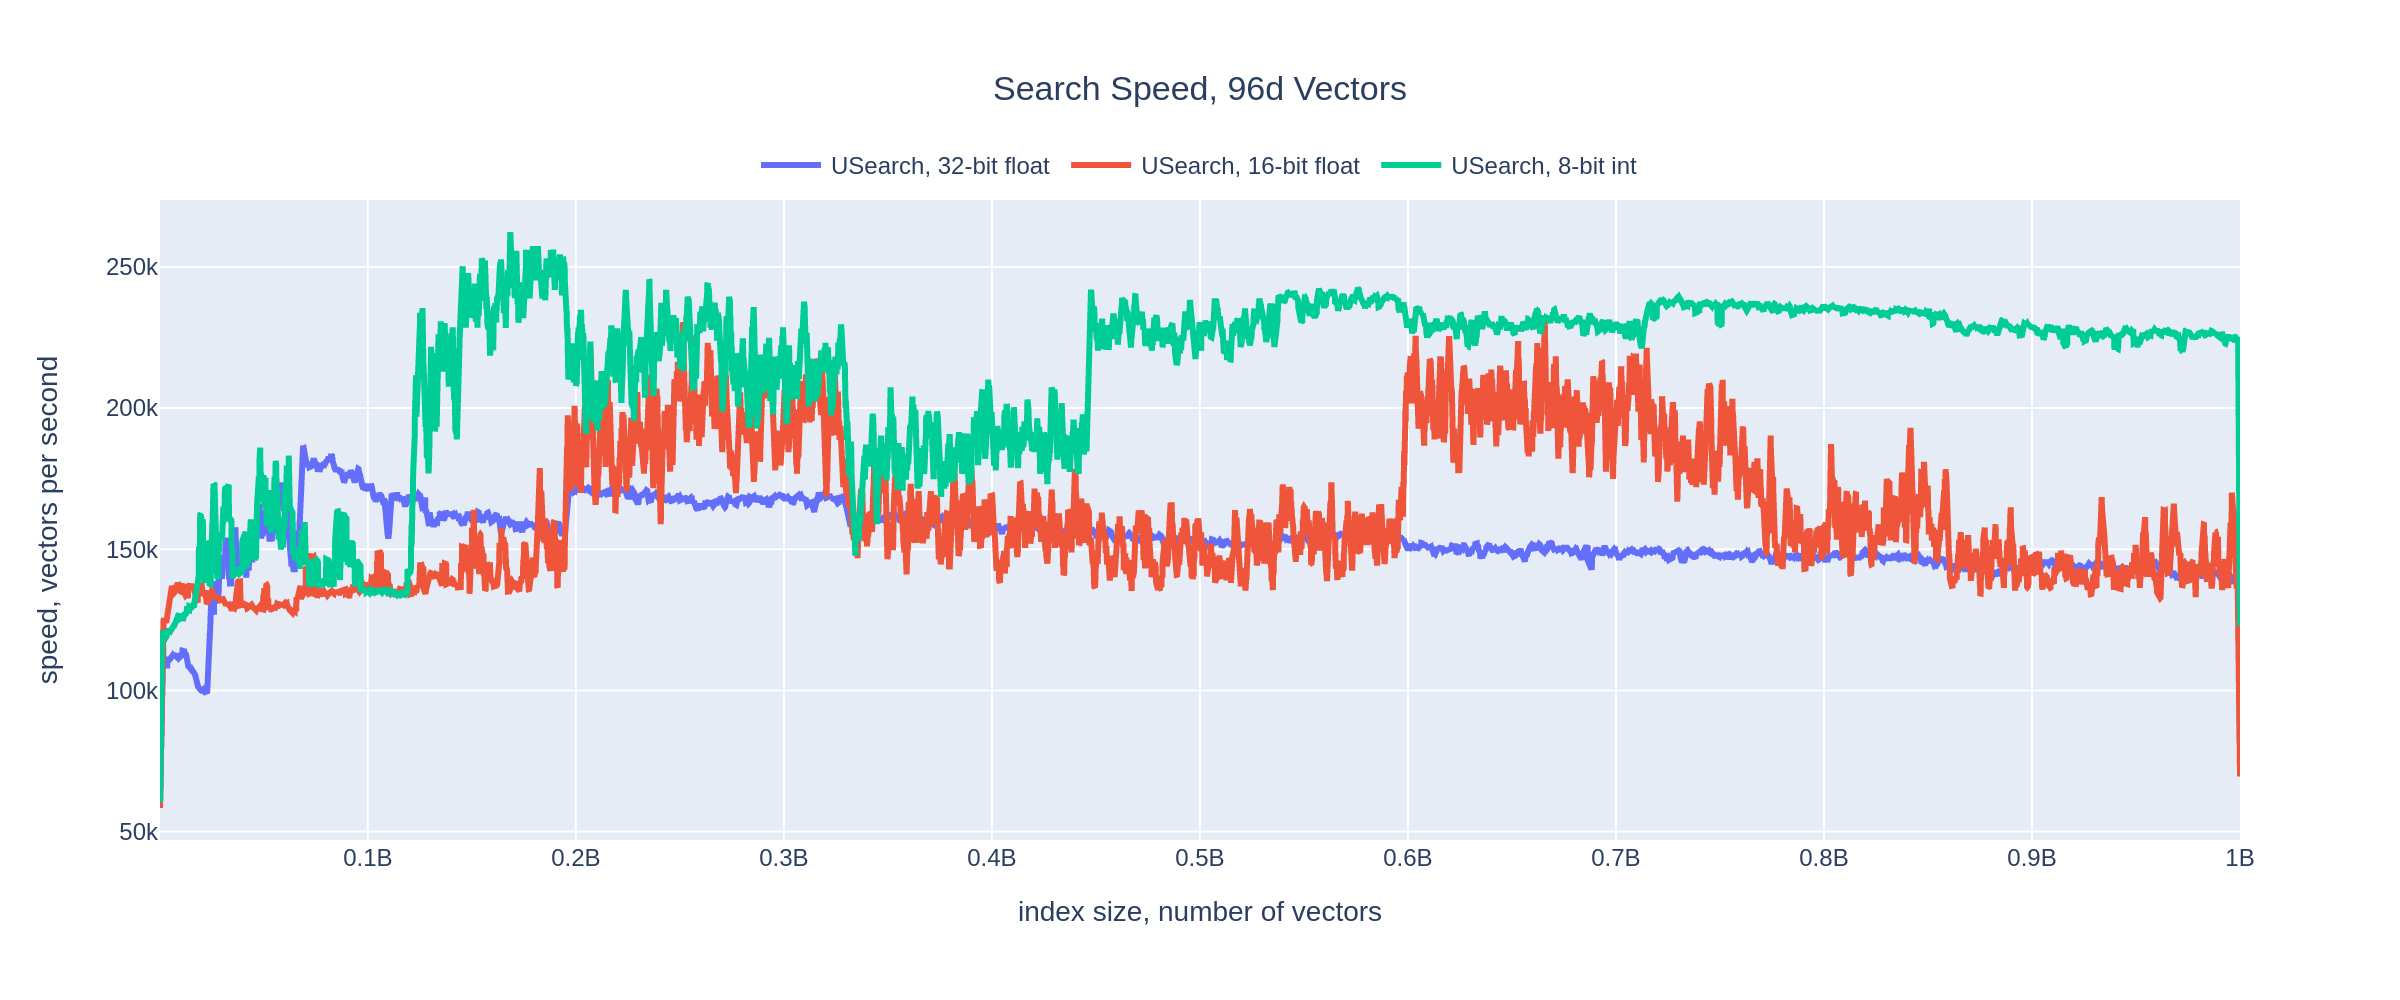 Search Speed, 96d Vectors
USearch, 32-bit float USearch, 16-bit float USearch, 8-bit int
speed, vectors per second
250k
200k
150k
100k
50k
0.1B 0.2B 0.3B 0.4B 0.5B 0.6B 0.7B 0.8B 0.9B 1B
index size, number of vectors